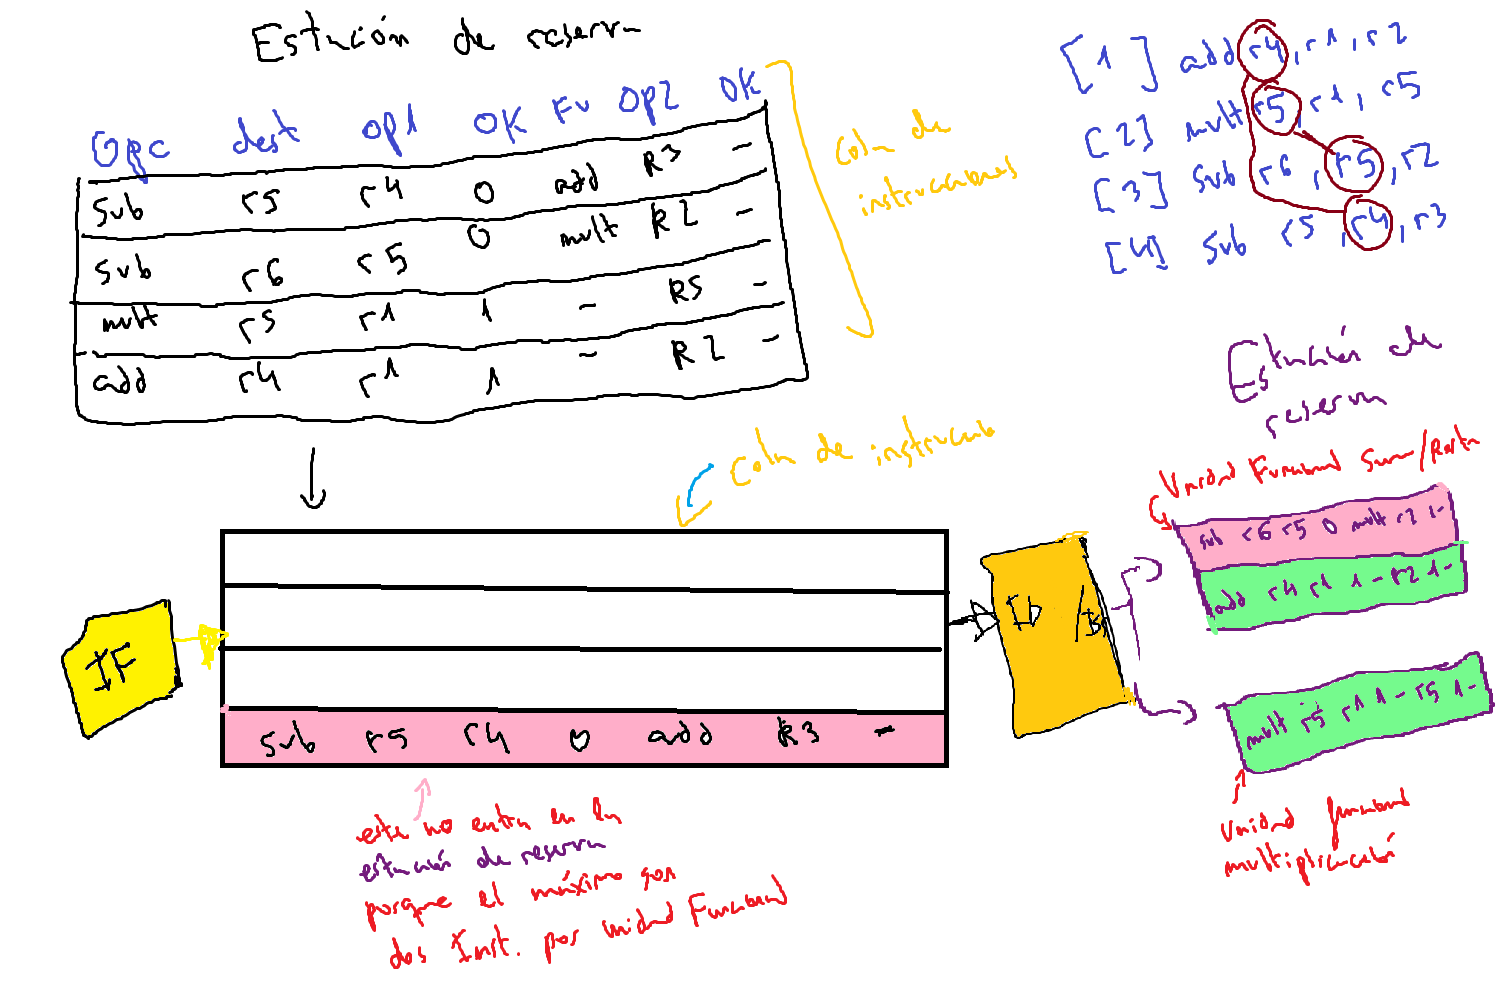 Estación de reserva
Opc dest op1 OK FU OP2 OK
sub r5 r4 0 add R3 -
sub r6 r5 0 mult R2 -
mult r5 r1 1 - R5 -
add r4 r1 1 - R2 -
Cola de
instrucciones
[1] add r4, r1, r2
[2] mult r5, r1, r5
[3] sub r6, r5, r2
[4] sub r5, r4, r3
Estación de
reserva
Unidad Funcional Suma/Resta
sub r6 r5 0 mult r2 1 -
add r4 r1 1 - r2 1 -
mult r5 r1 1 - r5 1 -
Unidad funcional
multiplicación
Cola de instrucción
IF
ID
sub r5 r4 0 add R3 -
este no entra en la
estación de reserva
porque el máximo son
dos Inst. por unidad Funcional